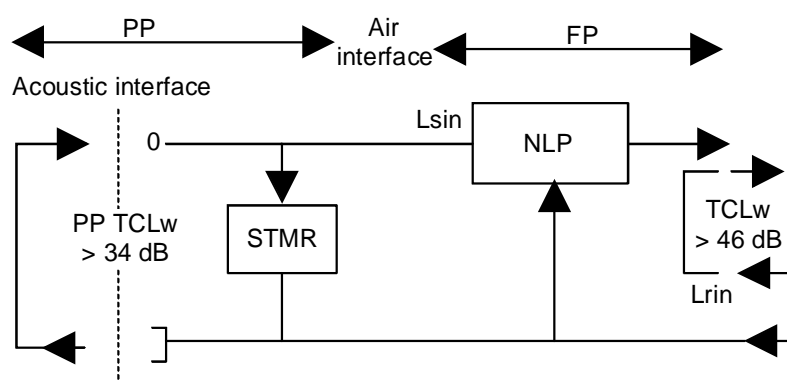 PP
Air
interface
FP
Acoustic interface
Lsin
0
NLP
PP TCLw
> 34 dB
STMR
TCLw
> 46 dB
Lrin